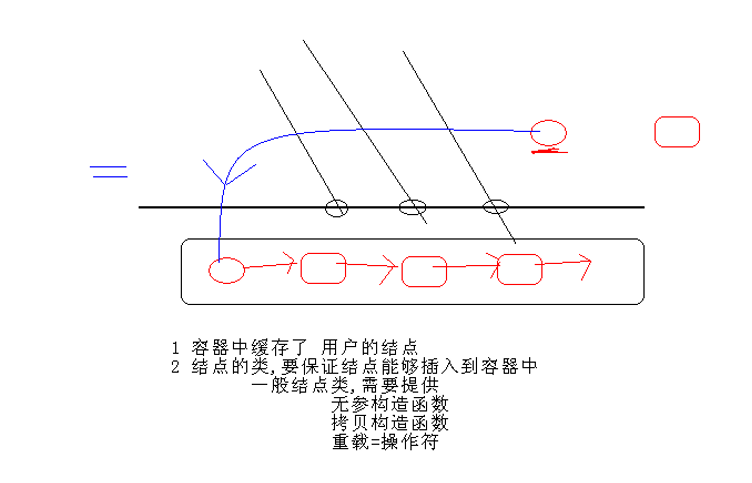 1 容器中缓存了 用户的结点
2 结点的类,要保证结点能够插入到容器中
一般结点类,需要提供
无参构造函数
拷贝构造函数
重载=操作符